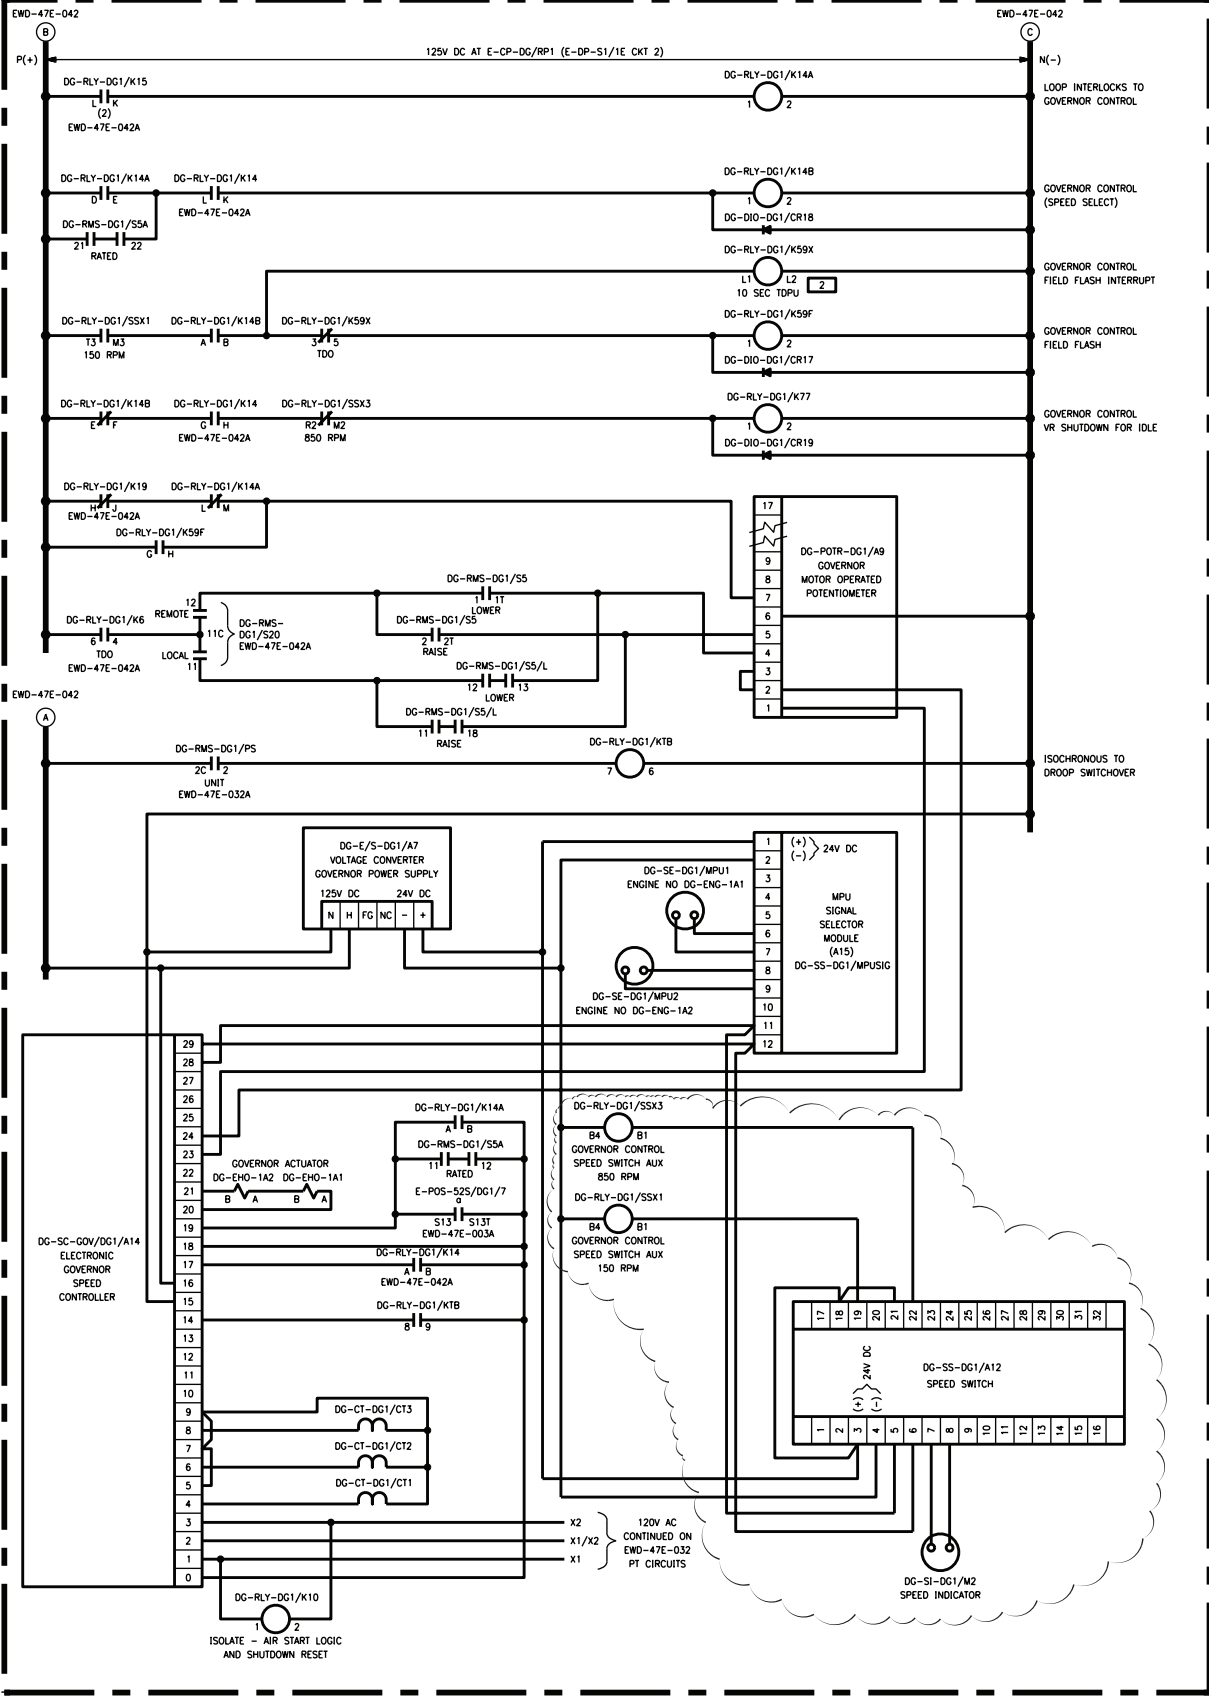 EWD-47E-042
B
EWD-47E-042
C
P(+)
125V DC AT E-CP-DG/RP1 (E-DP-S1/1E CKT 2)
N(-)
DG-RLY-DG1/K15
L K
(2)
EWD-47E-042A
DG-RLY-DG1/K14A
1 2
LOOP INTERLOCKS TO
GOVERNOR CONTROL
DG-RLY-DG1/K14A
D E
DG-RLY-DG1/K14
L K
EWD-47E-042A
DG-RMS-DG1/S5A
21 22
RATED
DG-RLY-DG1/K14B
1 2
DG-DIO-DG1/CR18
GOVERNOR CONTROL
(SPEED SELECT)
DG-RLY-DG1/K59X
L1 L2
10 SEC TDPU
2
GOVERNOR CONTROL
FIELD FLASH INTERRUPT
DG-RLY-DG1/SSX1
T3 M3
150 RPM
DG-RLY-DG1/K14B
A B
DG-RLY-DG1/K59X
3 5
TDO
DG-RLY-DG1/K59F
1 2
DG-DIO-DG1/CR17
GOVERNOR CONTROL
FIELD FLASH
DG-RLY-DG1/K14B
E F
DG-RLY-DG1/K14
G H
EWD-47E-042A
DG-RLY-DG1/SSX3
R2 M2
850 RPM
DG-RLY-DG1/K77
1 2
DG-DIO-DG1/CR19
GOVERNOR CONTROL
VR SHUTDOWN FOR IDLE
DG-RLY-DG1/K19
H J
EWD-47E-042A
DG-RLY-DG1/K14A
L M
DG-RLY-DG1/K59F
G H
17
9
8
7
6
5
4
3
2
1
DG-POTR-DG1/A9
GOVERNOR
MOTOR OPERATED
POTENTIOMETER
DG-RLY-DG1/K6
6 4
TDO
EWD-47E-042A
12
REMOTE
11C
LOCAL
11
DG-RMS-
DG1/S20
EWD-47E-042A
DG-RMS-DG1/S5
1 1T
LOWER
DG-RMS-DG1/S5
2 2T
RAISE
DG-RMS-DG1/S5/L
12 13
LOWER
DG-RMS-DG1/S5/L
11 18
RAISE
EWD-47E-042
A
DG-RMS-DG1/PS
2C 2
UNIT
EWD-47E-032A
DG-RLY-DG1/KTB
7 6
ISOCHRONOUS TO
DROOP SWITCHOVER
DG-E/S-DG1/A7
VOLTAGE CONVERTER
GOVERNOR POWER SUPPLY
125V DC 24V DC
N H FG NC - +
DG-SE-DG1/MPU1
ENGINE NO DG-ENG-1A1
DG-SE-DG1/MPU2
ENGINE NO DG-ENG-1A2
1
2
3
4
5
6
7
8
9
10
11
12
(+)
(-)
24V DC
MPU
SIGNAL
SELECTOR
MODULE
(A15)
DG-SS-DG1/MPUSIG
DG-SC-GOV/DG1/A14
ELECTRONIC
GOVERNOR
SPEED
CONTROLLER
29
28
27
26
25
24
23
22
21
20
19
18
17
16
15
14
13
12
11
10
9
8
7
6
5
4
3
2
1
0
GOVERNOR ACTUATOR
DG-EHO-1A2 DG-EHO-1A1
B A B A
DG-RLY-DG1/K14A
A B
DG-RMS-DG1/S5A
11 12
RATED
E-POS-52S/DG1/7
a
S13 S13T
EWD-47E-003A
DG-RLY-DG1/K14
A B
EWD-47E-042A
DG-RLY-DG1/KTB
8 9
DG-CT-DG1/CT3
DG-CT-DG1/CT2
DG-CT-DG1/CT1
X2
X1/X2
X1
120V AC
CONTINUED ON
EWD-47E-032
PT CIRCUITS
DG-RLY-DG1/K10
1 2
ISOLATE - AIR START LOGIC
AND SHUTDOWN RESET
DG-RLY-DG1/SSX3
B4 B1
GOVERNOR CONTROL
SPEED SWITCH AUX
850 RPM
DG-RLY-DG1/SSX1
B4 B1
GOVERNOR CONTROL
SPEED SWITCH AUX
150 RPM
17 18 19 20 21 22 23 24 25 26 27 28 29 30 31 32
24V DC
(+) (-)
DG-SS-DG1/A12
SPEED SWITCH
1 2 3 4 5 6 7 8 9 10 11 12 13 14 15 16
DG-SI-DG1/M2
SPEED INDICATOR